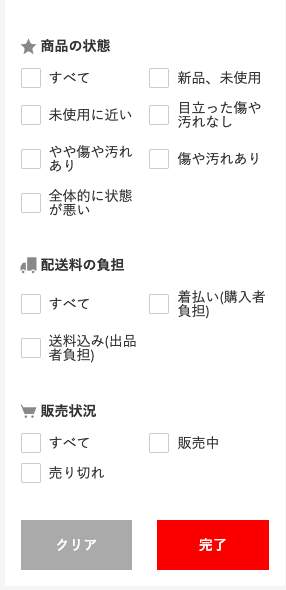 商品の状態
すべて
新品、未使用
未使用に近い
目立った傷や
汚れなし
やや傷や汚れ
あり
傷や汚れあり
全体的に状態
が悪い
配送料の負担
すべて
着払い(購入者
負担)
送料込み(出品
者負担)
販売状況
すべて
販売中
売り切れ
クリア
完了